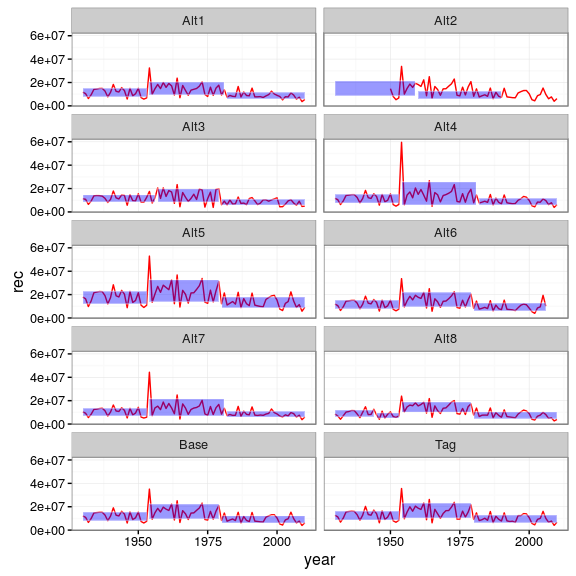 Alt1 Alt2
6e+07
4e+07
2e+07
0e+00
Alt3 Alt4
6e+07
4e+07
2e+07
0e+00
Alt5 Alt6
6e+07
4e+07
2e+07
0e+00
Alt7 Alt8
6e+07
4e+07
2e+07
0e+00
Base Tag
6e+07
4e+07
2e+07
0e+00
1950 1975 2000 1950 1975 2000
year
rec